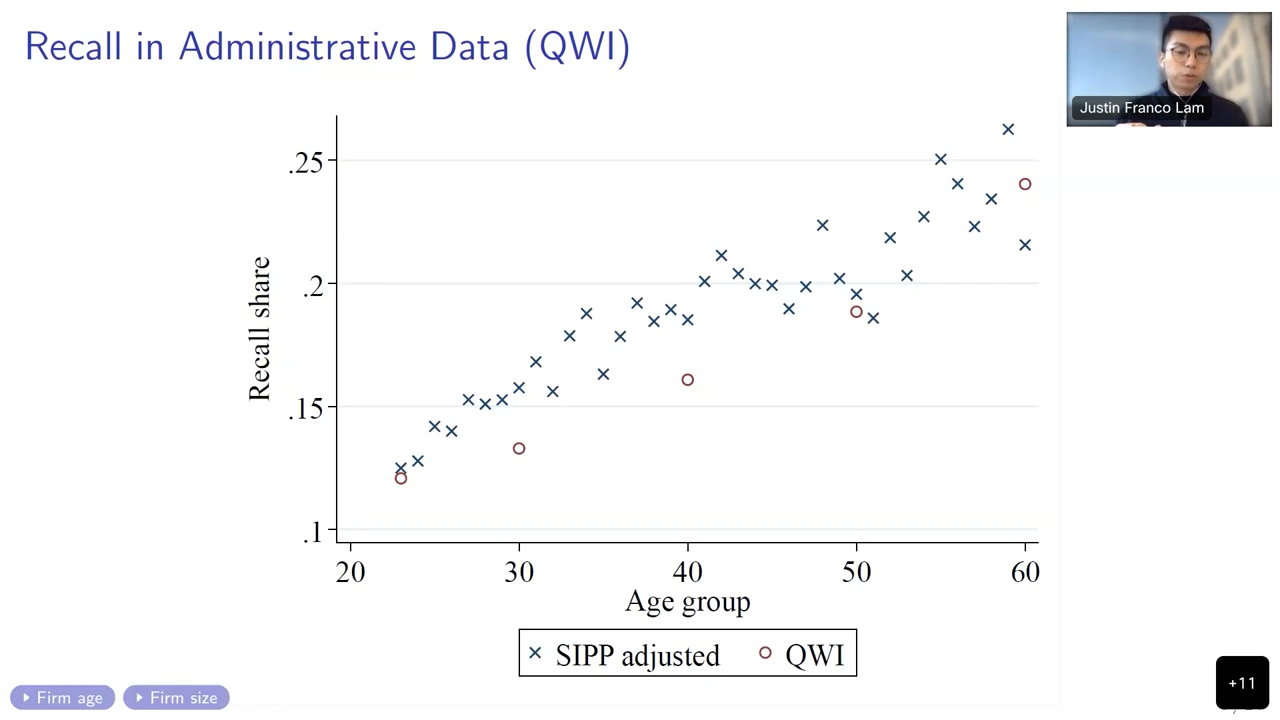 Recall in Administrative Data (QWI)
Justin Franco Lam
.25
.2
.15
.1
Recall share
20 30 40 50 60
Age group
SIPP adjusted QWI
Firm age Firm size
+11